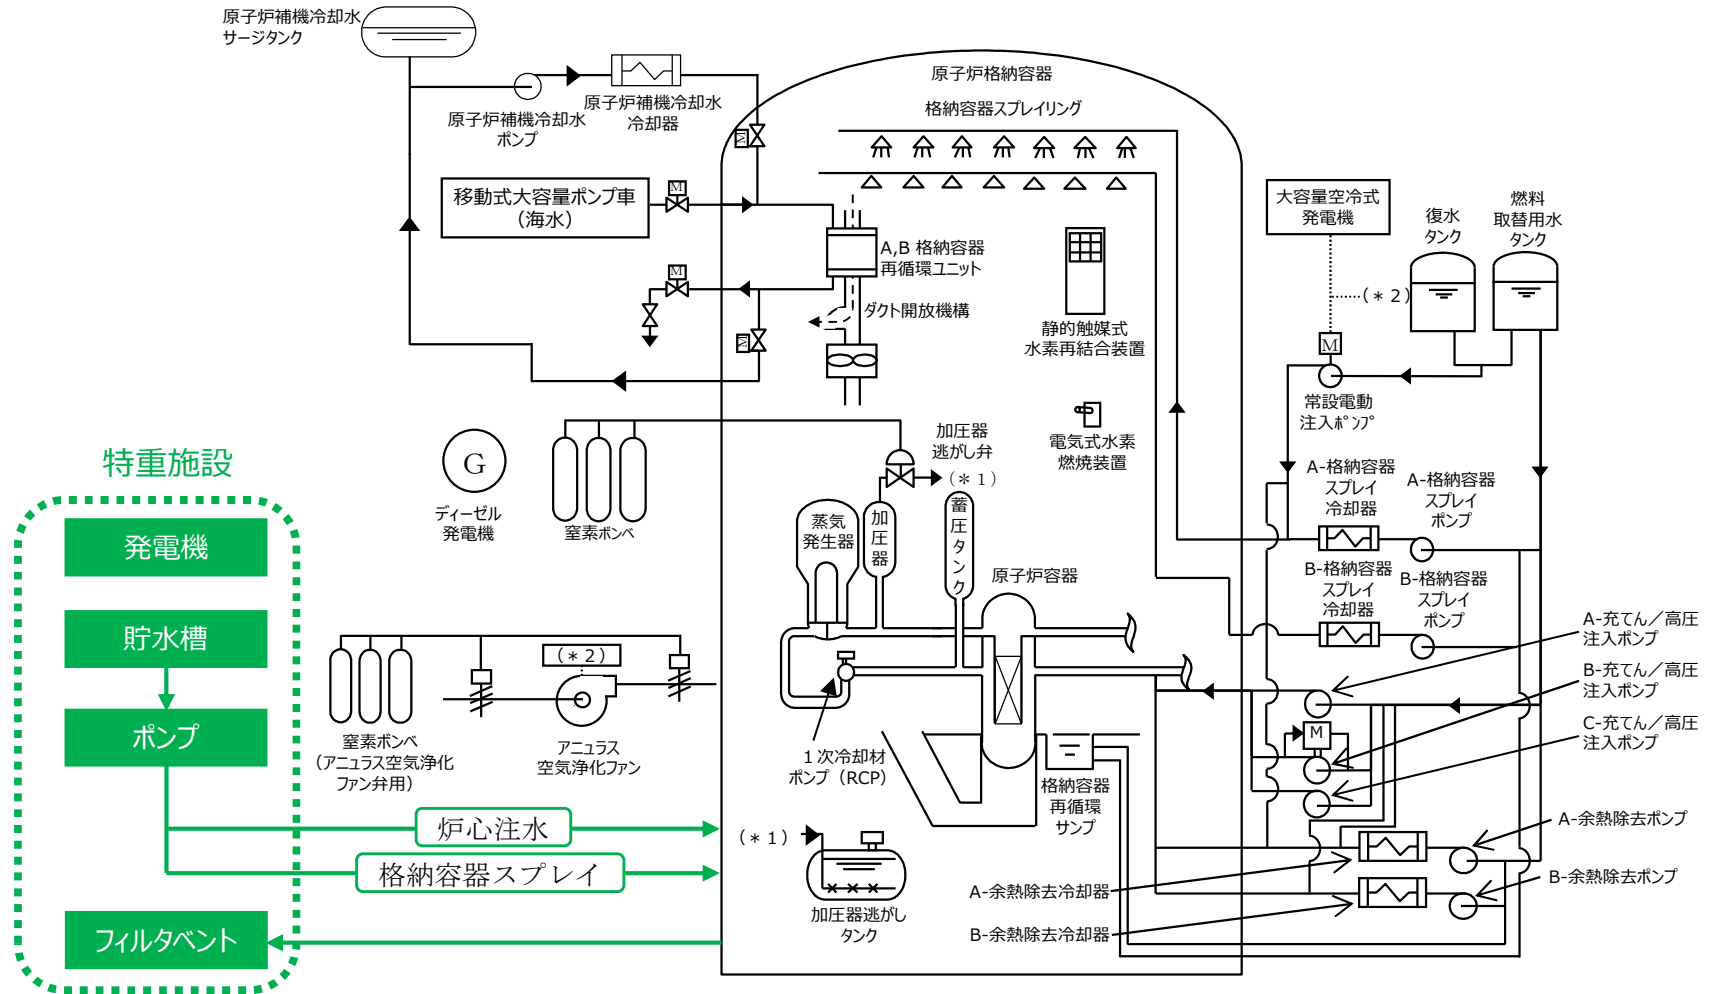 原子炉補機冷却水
サージタンク
原子炉補機冷却水
ポンプ
原子炉補機冷却水
冷却器
原子炉格納容器
格納容器スプレイリング
M
移動式大容量ポンプ車
（海水）
M
A,B 格納容器
再循環ユニット
M
ダクト開放機構
M
静的触媒式
水素再結合装置
電気式水素
燃焼装置
大容量空冷式
発電機
復水
タンク
燃料
取替用水
タンク
（＊２）
M
常設電動
注入ﾎﾟﾝﾌﾟ
A-格納容器
スプレイ
冷却器
A-格納容器
スプレイ
ポンプ
B-格納容器
スプレイ
冷却器
B-格納容器
スプレイ
ポンプ
A-充てん／高圧
注入ポンプ
B-充てん／高圧
注入ポンプ
C-充てん／高圧
注入ポンプ
M
A-余熱除去ポンプ
B-余熱除去ポンプ
A-余熱除去冷却器
B-余熱除去冷却器
G
ディーゼル
発電機
窒素ボンベ
加圧器
逃がし弁
（＊１）
蒸気
発生器
加圧器
蓄圧タンク
原子炉容器
１次冷却材
ポンプ（RCP）
格納容器
再循環
サンプ
（＊１）
加圧器逃がし
タンク
窒素ボンベ
（アニュラス空気浄化
ファン弁用）
（＊２）
アニュラス
空気浄化ファン
特重施設
発電機
貯水槽
ポンプ
炉心注水
格納容器スプレイ
フィルタベント